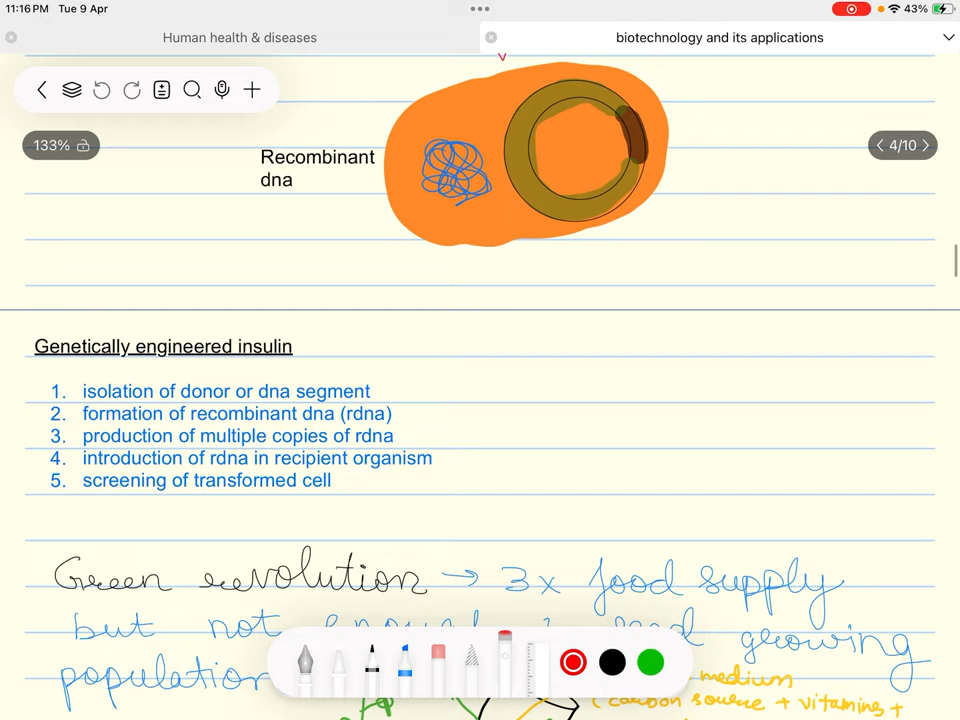 11:16 PM Tue 9 Apr
43%
Human health & diseases
biotechnology and its applications
133%
4/10
Recombinant
dna
Genetically engineered insulin
1. isolation of donor or dna segment
2. formation of recombinant dna (rdna)
3. production of multiple copies of rdna
4. introduction of rdna in recipient organism
5. screening of transformed cell
Green revolution → 3x food supply
but not growing
population
medium
(carbon source + vitamins +